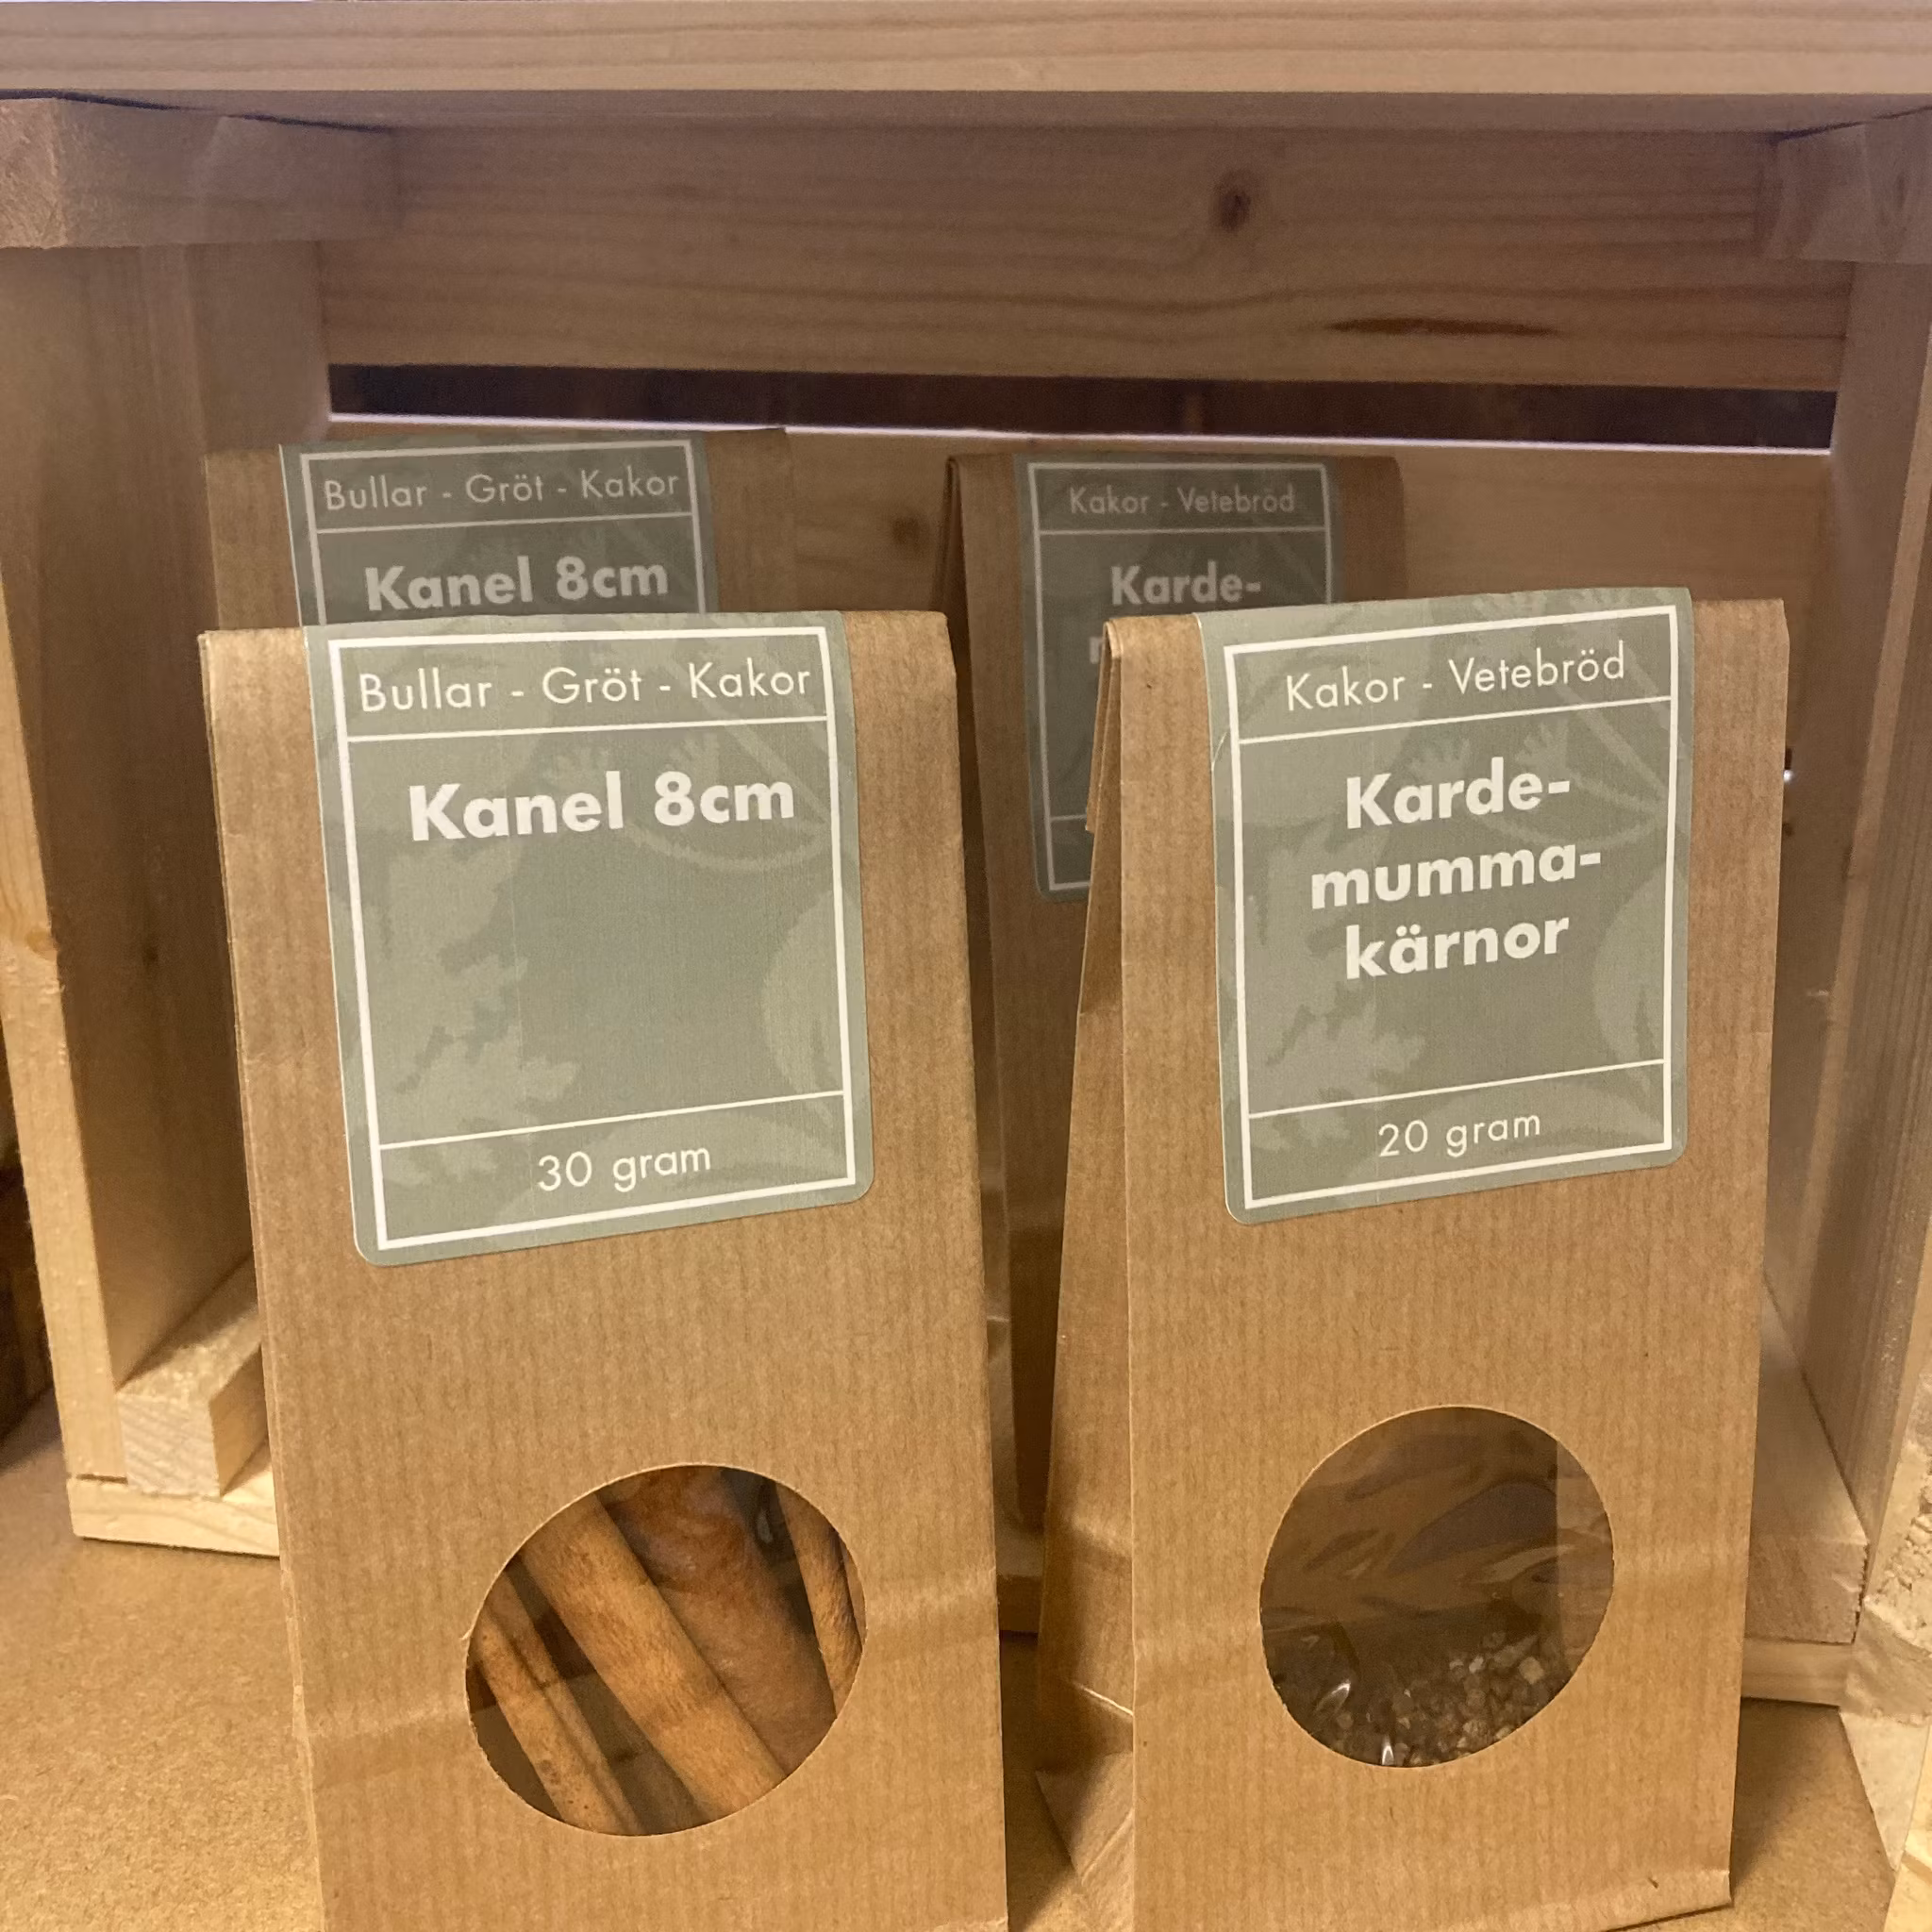 Bullar - Gröt - Kakor
Kanel 8cm
Kakor - Vetebröd
Karde-
Bullar - Gröt - Kakor
Kanel 8cm
30 gram
Kakor - Vetebröd
Karde-
mumma-
kärnor
20 gram